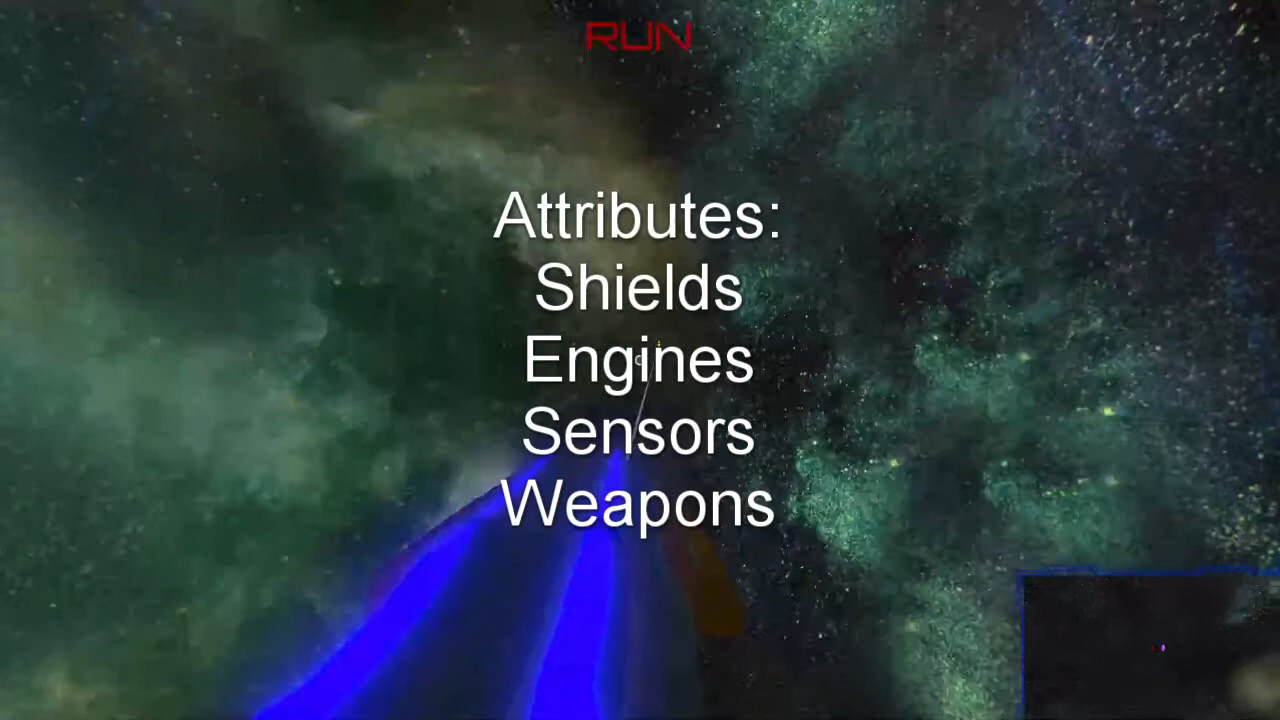 RUN
Attributes:
Shields
Engines
Sensors
Weapons